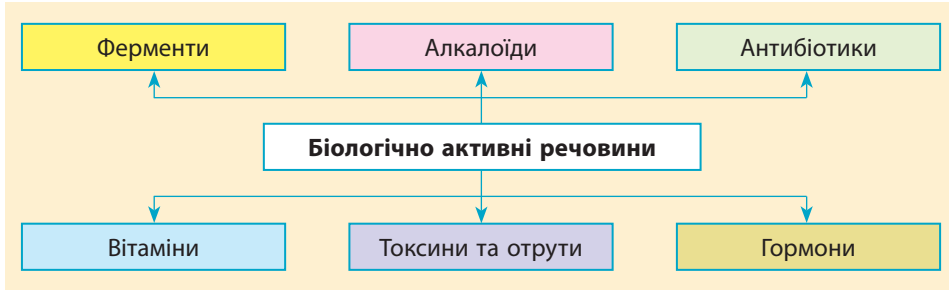 Ферменти
Алкалоїди
Антибіотики
Біологічно активні речовини
Вітаміни
Токсини та отрути
Гормони